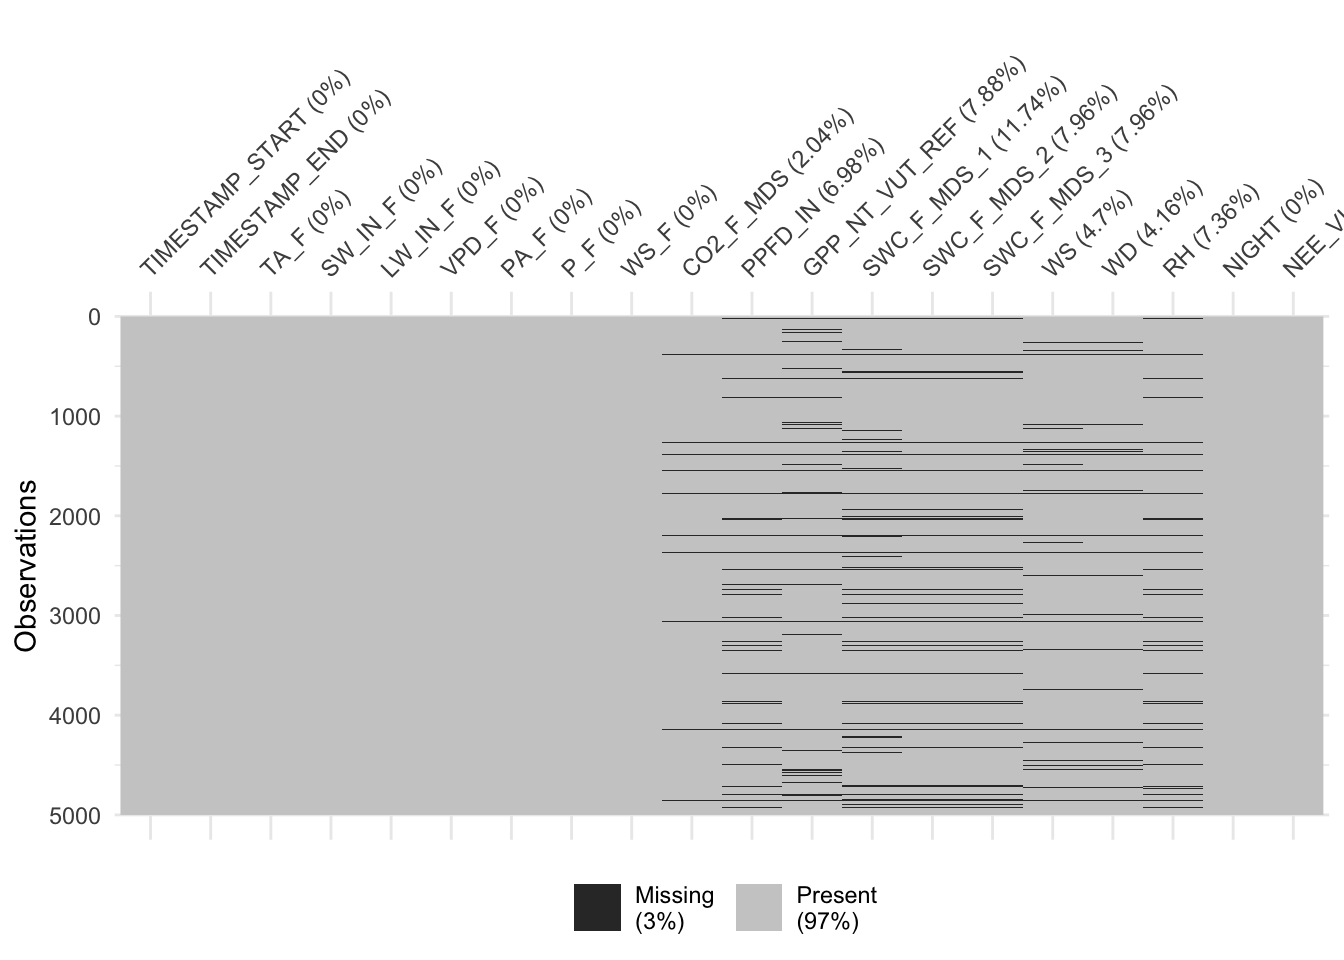 TIMESTAMP_START (0%)
TIMESTAMP_END (0%)
TA_F (0%)
SW_IN_F (0%)
LW_IN_F (0%)
VPD_F (0%)
PA_F (0%)
P_F (0%)
WS_F (0%)
CO2_F_MDS (2.04%)
PPFD_IN (6.98%)
GPP_NT_VUT_REF (7.88%)
SWC_F_MDS_1 (11.74%)
SWC_F_MDS_2 (7.96%)
SWC_F_MDS_3 (7.96%)
WS (4.7%)
WD (4.16%)
RH (7.36%)
NIGHT (0%)
0
1000
2000
3000
4000
5000
Observations
Missing
(3%)
Present
(97%)